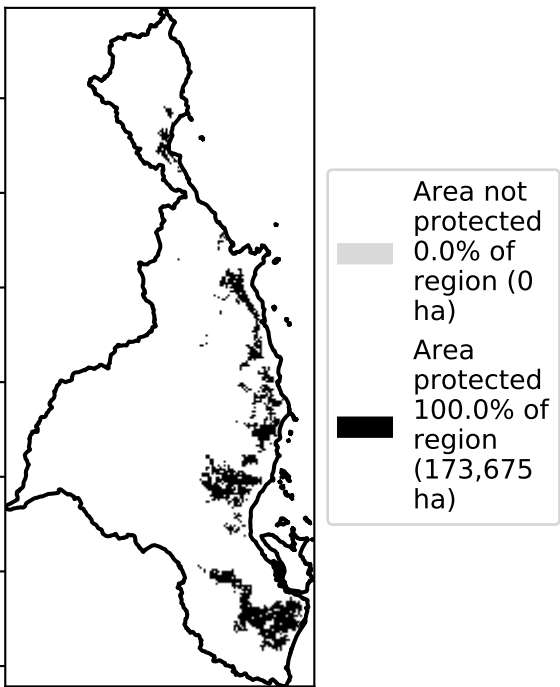 Area not
protected
0.0% of
region (0
ha)
Area
protected
100.0% of
region
(173,675
ha)